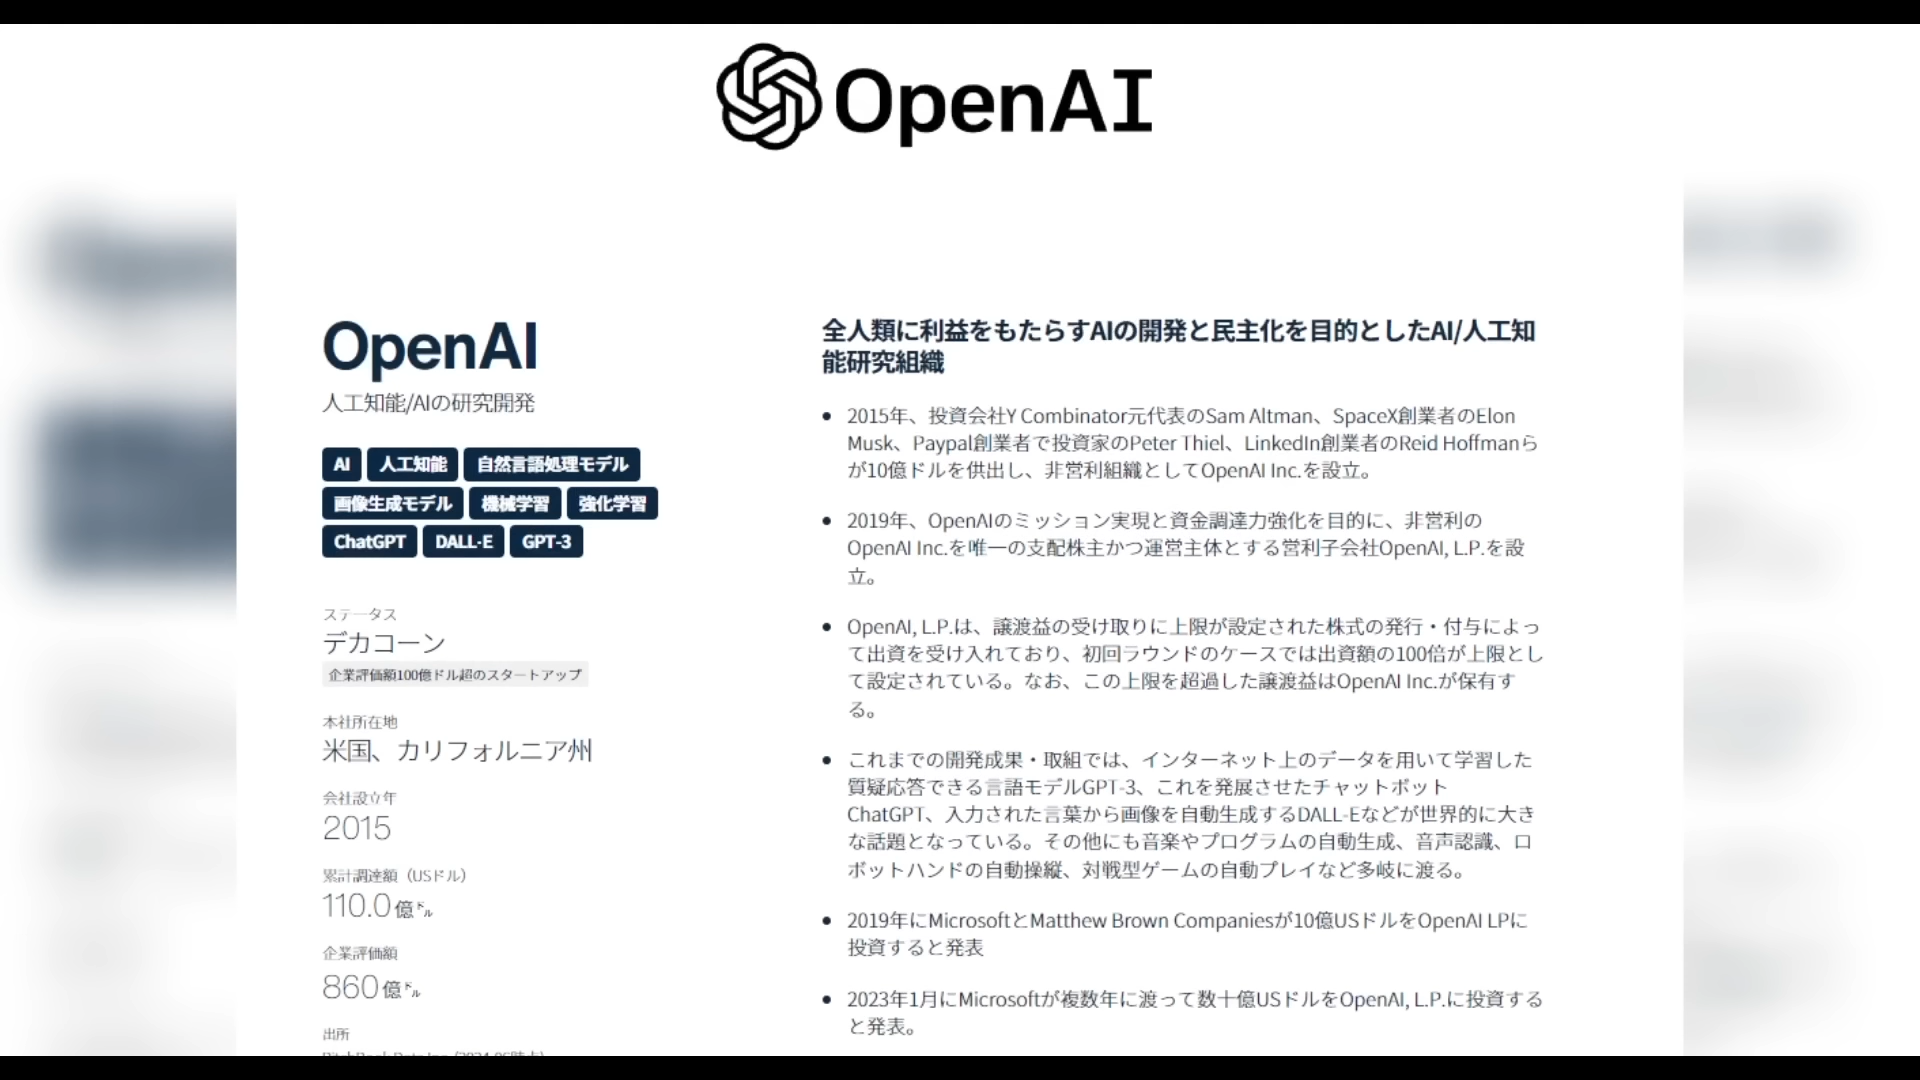 OpenAI
OpenAI
人工知能/AIの研究開発
AI 人工知能 自然言語処理モデル
画像生成モデル 機械学習 強化学習
ChatGPT DALL·E GPT-3
ステータス
デカコーン
企業評価額100億ドル超のスタートアップ
本社所在地
米国、カリフォルニア州
会社設立年
2015
累計調達額（USドル）
110.0億㌦
企業評価額
860億㌦
出所
全人類に利益をもたらすAIの開発と民主化を目的としたAI/人工知
能研究組織
• 2015年、投資会社Y Combinator元代表のSam Altman、SpaceX創業者のElon
Musk、Paypal創業者で投資家のPeter Thiel、LinkedIn創業者のReid Hoffmanら
が10億ドルを供出し、非営利組織としてOpenAI Inc.を設立。
• 2019年、OpenAIのミッション実現と資金調達力強化を目的に、非営利の
OpenAI Inc.を唯一の支配株主かつ運営主体とする営利子会社OpenAI, L.P.を設
立。
• OpenAI, L.P.は、譲渡益の受け取りに上限が設定された株式の発行・付与によっ
て出資を受け入れており、初回ラウンドのケースでは出資額の100倍が上限とし
て設定されている。なお、この上限を超過した譲渡益はOpenAI Inc.が保有す
る。
• これまでの開発成果・取組では、インターネット上のデータを用いて学習した
質疑応答できる言語モデルGPT-3、これを発展させたチャットボット
ChatGPT、入力された言葉から画像を自動生成するDALL-Eなどが世界的に大き
な話題となっている。その他にも音楽やプログラムの自動生成、音声認識、ロ
ボットハンドの自動操縦、対戦型ゲームの自動プレイなど多岐に渡る。
• 2019年にMicrosoftとMatthew Brown Companiesが10億USドルをOpenAI LPに
投資すると発表
• 2023年1月にMicrosoftが複数年に渡って数十億USドルをOpenAI, L.P.に投資する
と発表。